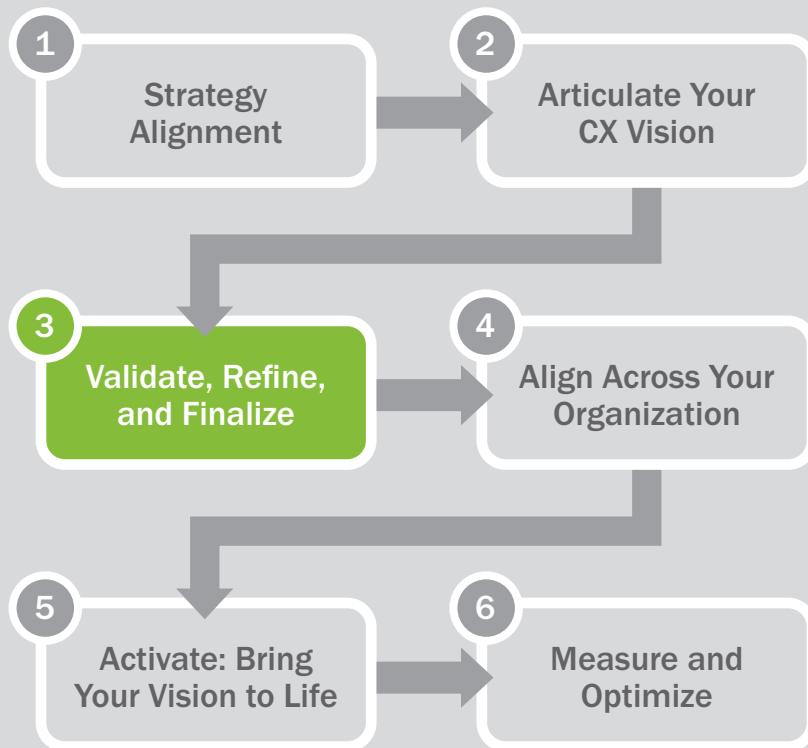 1
Strategy
Alignment
2
Articulate Your
CX Vision
3
Validate, Refine,
and Finalize
4
Align Across Your
Organization
5
Activate: Bring
Your Vision to Life
6
Measure and
Optimize